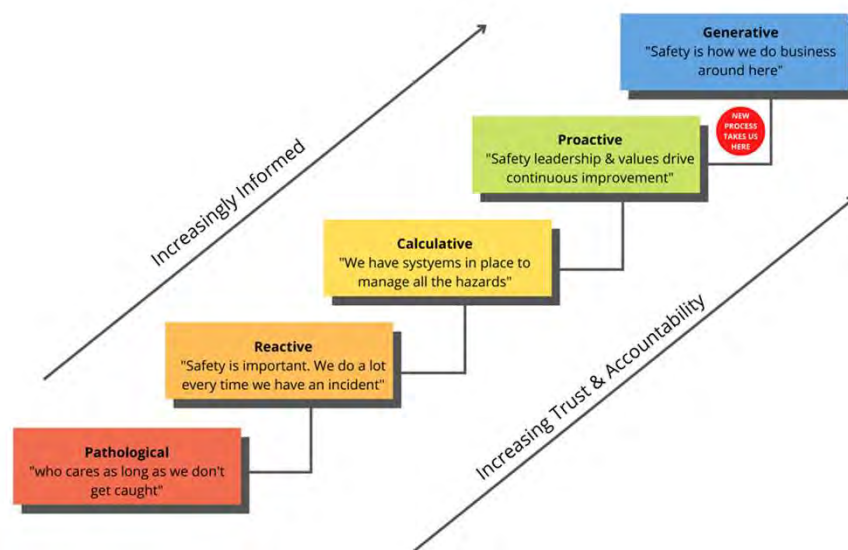 Generative
"Safety is how we do business
around here"
NEW
PROCESS
TAKES US
HERE
Proactive
"Safety leadership & values drive
continuous improvement"
Increasingly Informed
Calculative
"We have systyems in place to
manage all the hazards"
Increasing Trust & Accountability
Reactive
"Safety is important. We do a lot
every time we have an incident"
Pathological
"who cares as long as we don't
get caught"